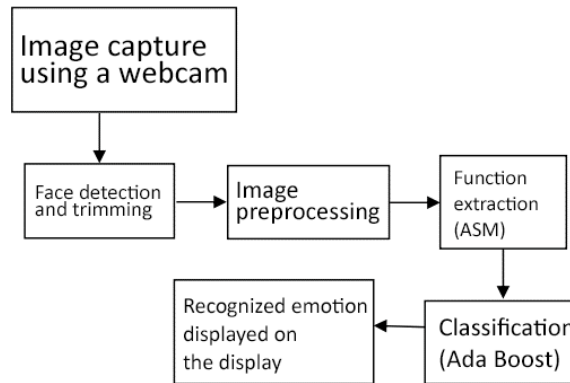 Image capture
using a webcam
Face detection
and trimming
Image
preprocessing
Function
extraction
(ASM)
Classification
(Ada Boost)
Recognized emotion
displayed on
the display